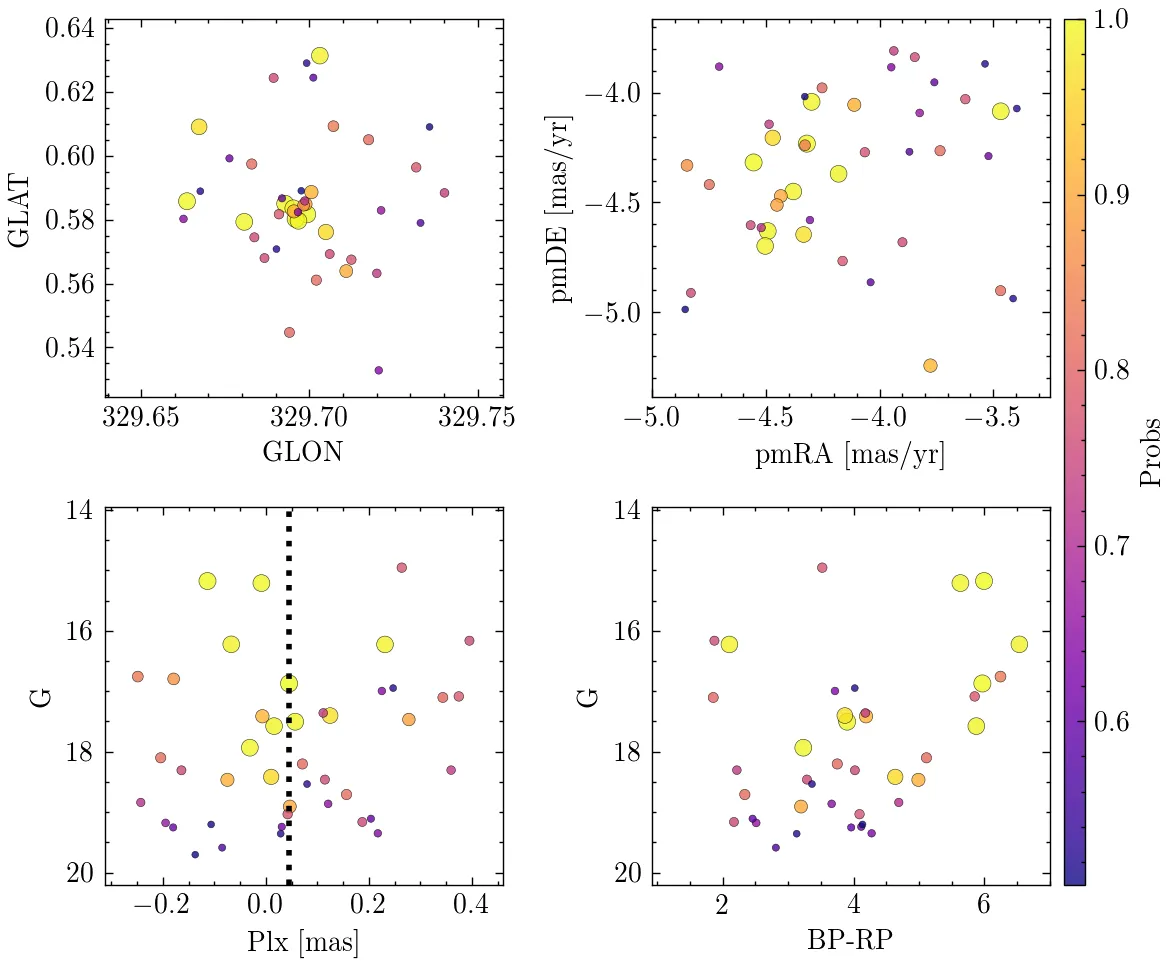 0.64
0.62
0.60
0.58
0.56
0.54
GLAT
329.65 329.70 329.75
GLON
−4.0
−4.5
−5.0
pmDE [mas/yr]
−5.0 −4.5 −4.0 −3.5
pmRA [mas/yr]
14
16
18
20
G
−0.2 0.0 0.2 0.4
Plx [mas]
14
16
18
20
G
2 4 6
BP-RP
1.0
0.9
0.8
0.7
0.6
Probs